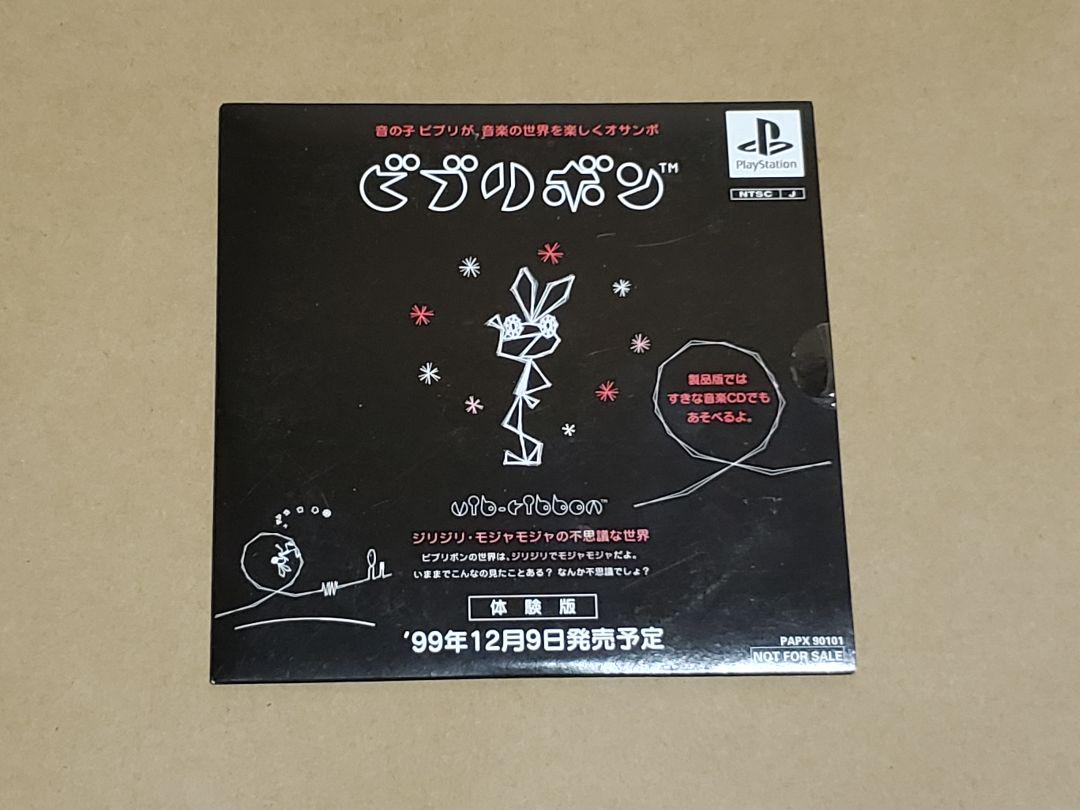 音の子 ビブリが、音楽の世界を楽しくオサンポ
ビブリボン™
PlayStation
NTSC J
製品版では
すきな音楽CDでも
あそべるよ。
vib-ribbon™
ジリジリ・モジャモジャの不思議な世界
ビブリボンの世界は、ジリジリでモジャモジャだよ。
いままでこんなの見たことある? なんか不思議でしょ?
体験版
'99年12月9日発売予定
PAPX 90101
NOT FOR SALE